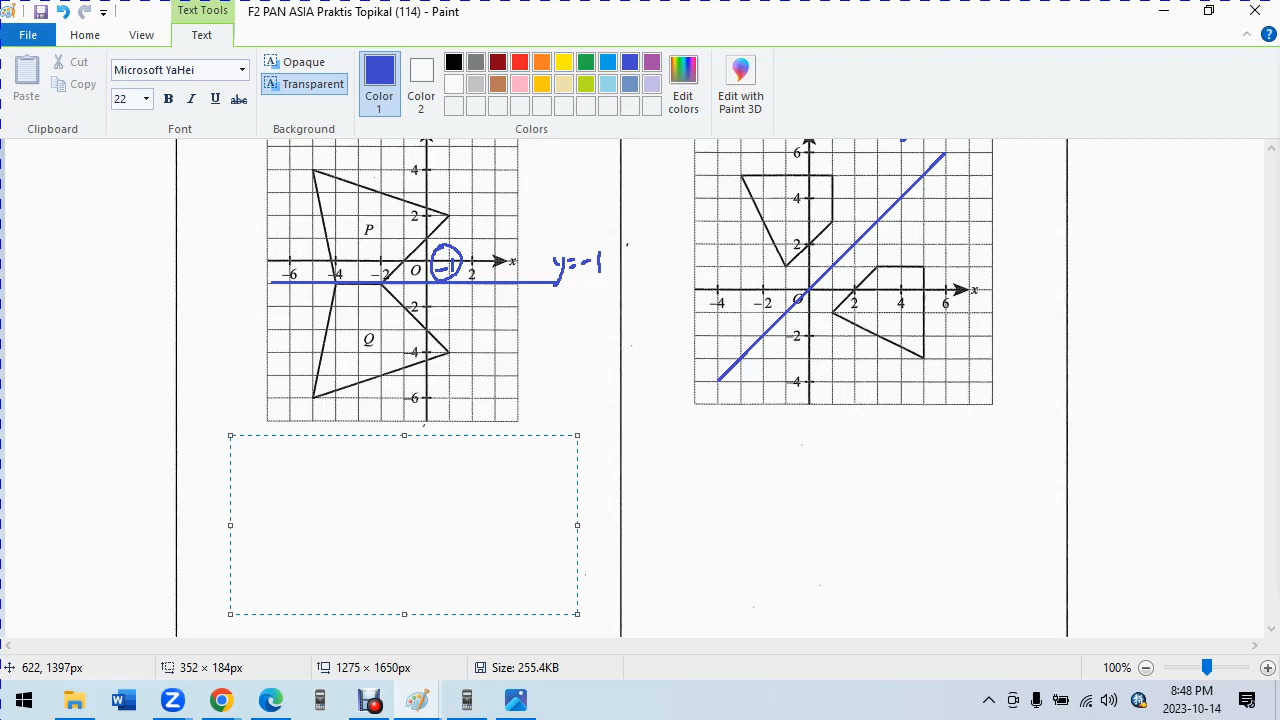 Text Tools
F2 PAN ASIA Praktis Topikal (114) - Paint
File
Home
View
Text
Paste
Cut
Copy
Clipboard
Microsoft YaHei
22
B I U abc
Font
Opaque
Transparent
Background
Color 1
Color 2
Edit colors
Colors
Edit with Paint 3D
4
2
P
-6
-4
-2
O
-1
2
x
y=-1
-2
Q
-4
-6
6
4
2
-4
-2
O
2
4
6
x
-2
-4
622, 1397px
352 × 184px
1275 × 1650px
Size: 255.4KB
100%
8:48 PM
2023-10-14